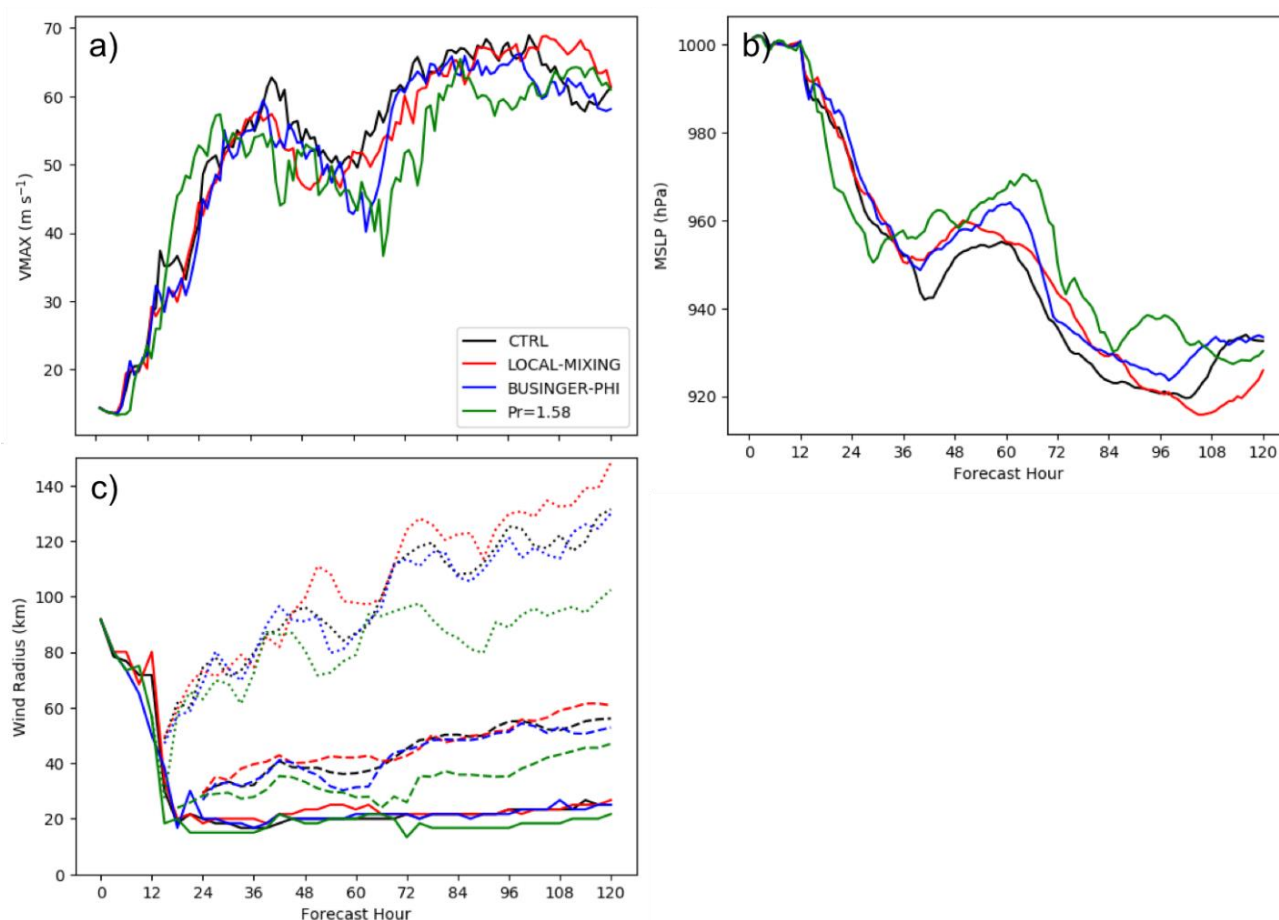 a)
70
60
50
40
30
20
VMAX (m s⁻¹)
CTRL
LOCAL-MIXING
BUSINGER-PHI
Pr=1.58
b)
1000
980
960
940
920
MSLP (hPa)
0 12 24 36 48 60 72 84 96 108 120
Forecast Hour
c)
140
120
100
80
60
40
20
0
Wind Radius (km)
0 12 24 36 48 60 72 84 96 108 120
Forecast Hour